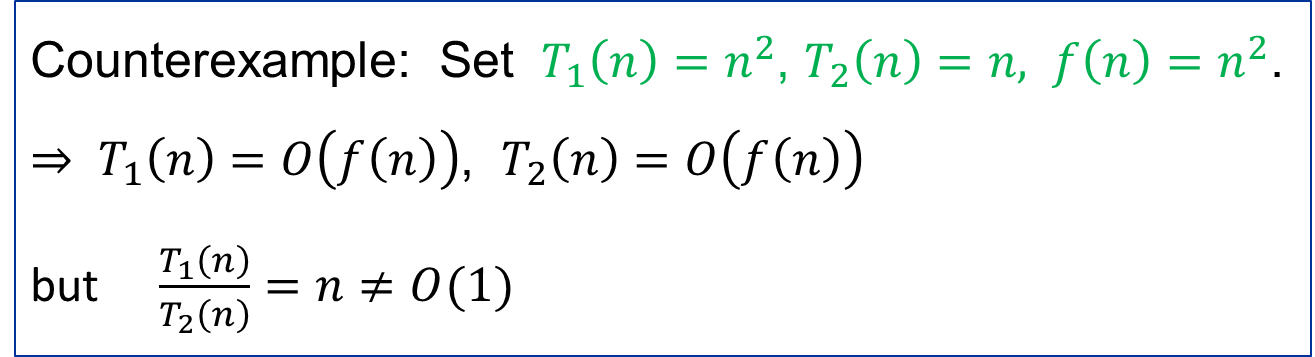 Counterexample: Set T₁(n) = n², T₂(n) = n, f(n) = n².
⇒ T₁(n) = O(f(n)), T₂(n) = O(f(n))
but T₁(n)/T₂(n) = n ≠ O(1)